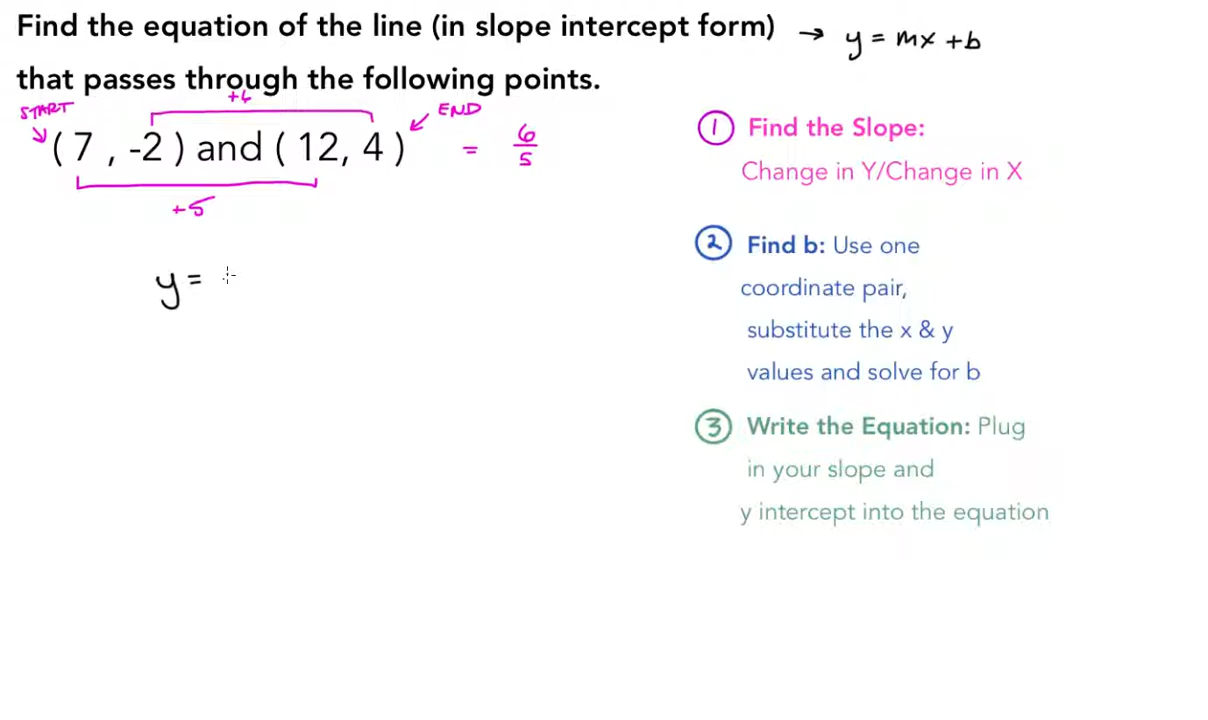 Find the equation of the line (in slope intercept form) → y = mx + b
that passes through the following points.
START +6 END
( 7 , -2 ) and ( 12, 4 ) = 6/5
+5
y =
① Find the Slope:
Change in Y/Change in X
② Find b: Use one
coordinate pair,
substitute the x & y
values and solve for b
③ Write the Equation: Plug
in your slope and
y intercept into the equation